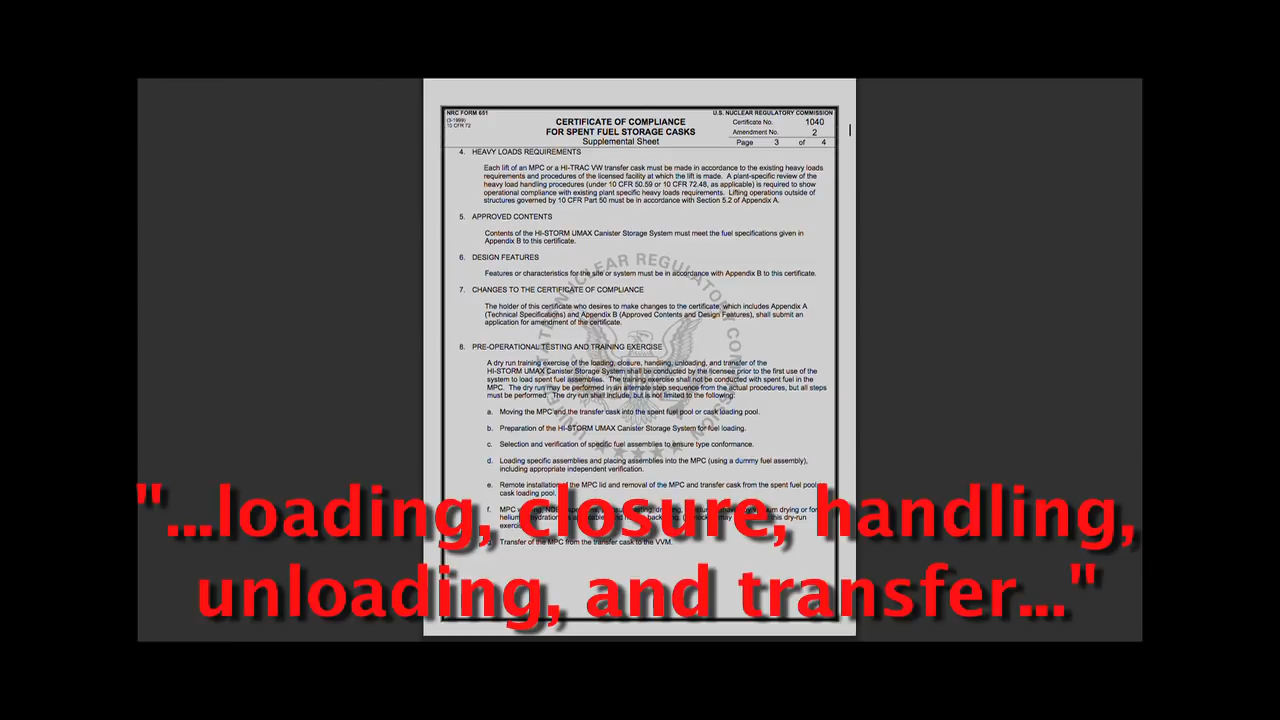 NRC FORM 651
(3-1999)
10 CFR 72
CERTIFICATE OF COMPLIANCE
FOR SPENT FUEL STORAGE CASKS
Supplemental Sheet
U.S. NUCLEAR REGULATORY COMMISSION
Certificate No. 1040
Amendment No. 2
Page 3 of 4
4. HEAVY LOADS REQUIREMENTS
Each lift of an MPC or a HI-TRAC VW transfer cask must be made in accordance to the existing heavy loads
requirements and procedures of the licensed facility at which the lift is made. A plant-specific review of the
heavy load handling procedures (under 10 CFR 50.59 or 10 CFR 72.48, as applicable) is required to show
operational compliance with existing plant specific heavy loads requirements. Lifting operations outside of
structures governed by 10 CFR Part 50 must be in accordance with Section 5.2 of Appendix A.
5. APPROVED CONTENTS
Contents of the HI-STORM UMAX Canister Storage System must meet the fuel specifications given in
Appendix B to this certificate.
6. DESIGN FEATURES
Features or characteristics for the site or system must be in accordance with Appendix B to this certificate.
7. CHANGES TO THE CERTIFICATE OF COMPLIANCE
The holder of this certificate who desires to make changes to the certificate, which includes Appendix A
(Technical Specifications) and Appendix B (Approved Contents and Design Features), shall submit an
application for amendment of the certificate.
8. PRE-OPERATIONAL TESTING AND TRAINING EXERCISE
A dry run training exercise of the loading, closure, handling, unloading, and transfer of the
HI-STORM UMAX Canister Storage System shall be conducted by the licensee prior to the first use of the
system to load spent fuel assemblies. The training exercise shall not be conducted with spent fuel in the
MPC. The dry run may be performed in an alternate step sequence from the actual procedures, but all steps
must be performed. The dry run shall include, but is not limited to the following:
a. Moving the MPC and the transfer cask into the spent fuel pool or cask loading pool.
b. Preparation of the HI-STORM UMAX Canister Storage System for fuel loading.
c. Selection and verification of specific fuel assemblies to ensure type conformance.
d. Loading specific assemblies and placing assemblies into the MPC (using a dummy fuel assembly),
including appropriate independent verification.
e. Remote installation of the MPC lid and removal of the MPC and transfer cask from the spent fuel pool
cask loading pool.
f. MPC
Transfer of the MPC from the transfer cask to the VVM.
"...loading, closure, handling,
unloading, and transfer..."